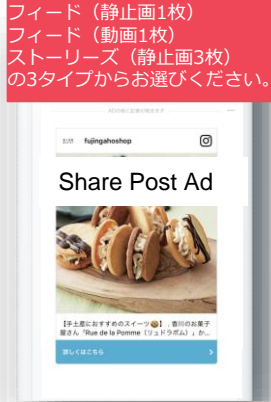 フィード（静止画1枚）
フィード（動画1枚）
ストーリーズ（静止画3枚）
の3タイプからお選びください。
fujingahoshop
Share Post Ad
【手土産におすすめのスイーツ🍪】. 香川のお菓子
屋さん「Rue de la Pomme（リュドラポム）」か...
詳しくはこちら